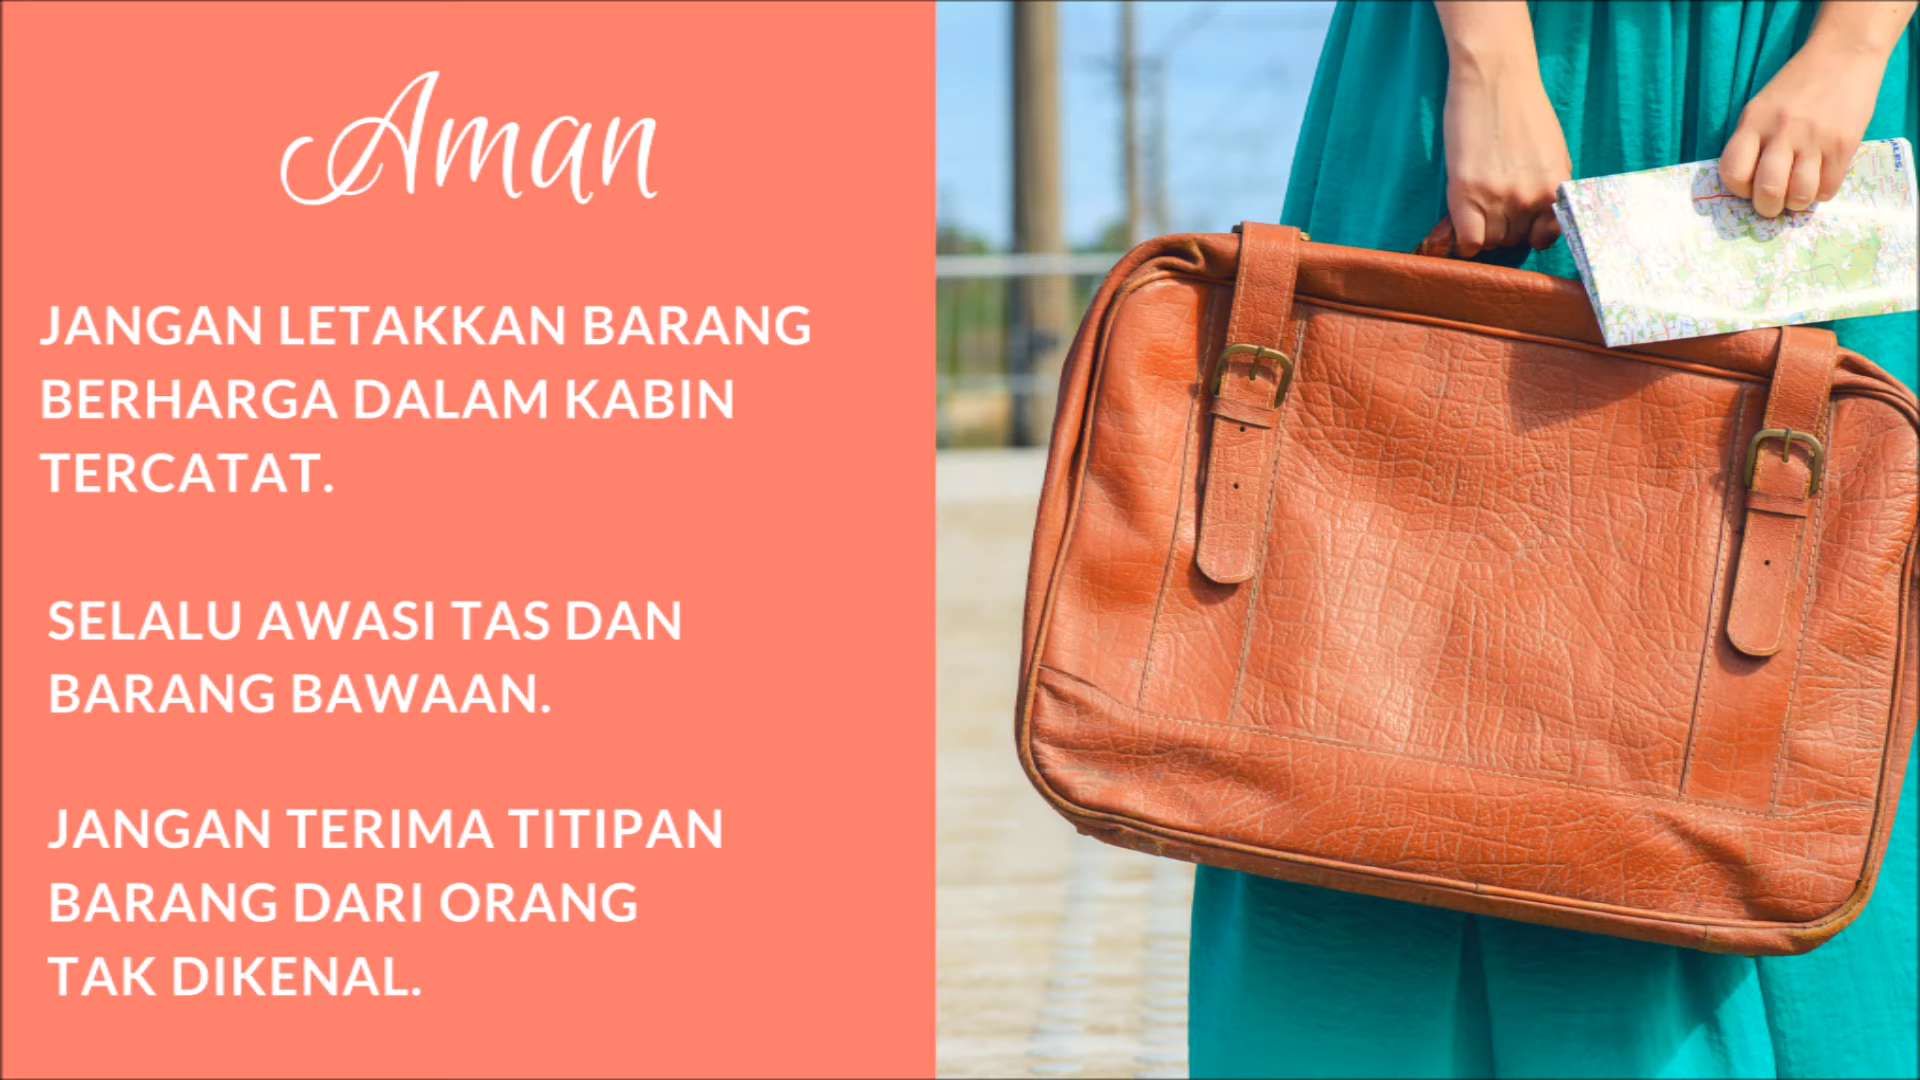 Aman
JANGAN LETAKKAN BARANG
BERHARGA DALAM KABIN
TERCATAT.
SELALU AWASI TAS DAN
BARANG BAWAAN.
JANGAN TERIMA TITIPAN
BARANG DARI ORANG
TAK DIKENAL.